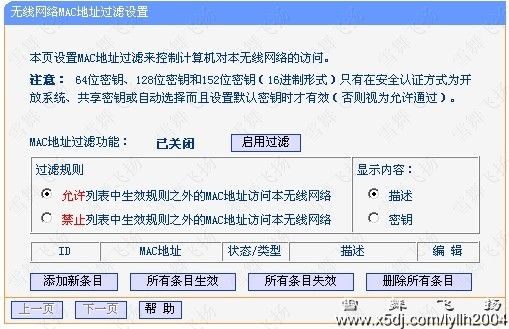 无线网络MAC地址过滤设置
本页设置MAC地址过滤来控制计算机对本无线网络的访问。
注意： 64位密钥、128位密钥和152位密钥（16进制形式）只有在安全认证方式为开
放系统、共享密钥或自动选择而且设置默认密钥时才有效（否则视为允许通过）。
MAC地址过滤功能： 已关闭 启用过滤
过滤规则 显示内容：
允许列表中生效规则之外的MAC地址访问本无线网络 描述
禁止列表中生效规则之外的MAC地址访问本无线网络 密钥
ID MAC地址 状态/类型 描述 编 辑
添加新条目 所有条目生效 所有条目失效 删除所有条目
上一页 下一页 帮 助
雪舞飞扬
www.x5dj.com/lyllh2004